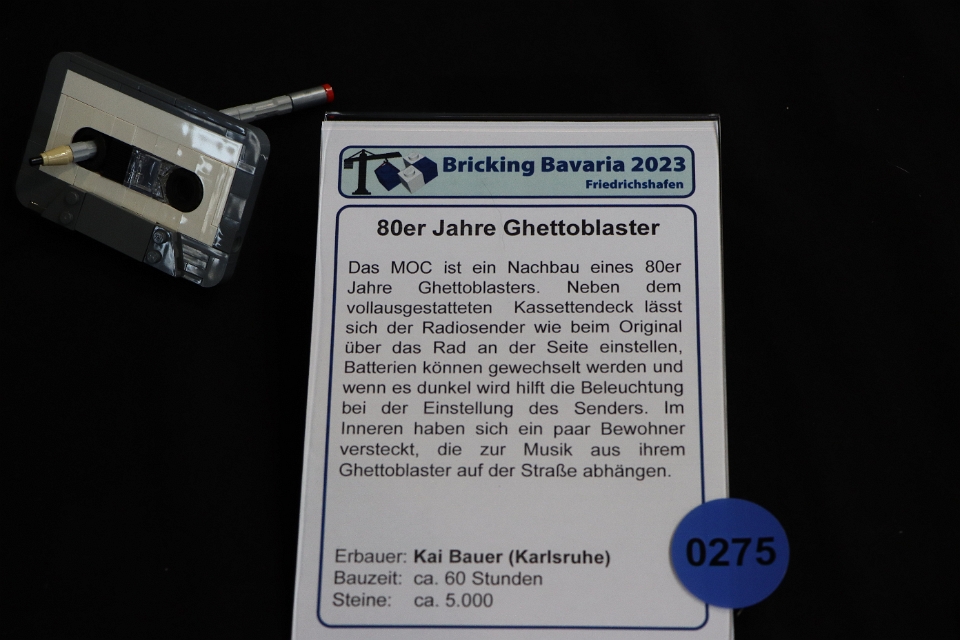 Bricking Bavaria 2023
Friedrichshafen
80er Jahre Ghettoblaster
Das MOC ist ein Nachbau eines 80er
Jahre Ghettoblasters. Neben dem
vollausgestatteten Kassettendeck lässt
sich der Radiosender wie beim Original
über das Rad an der Seite einstellen,
Batterien können gewechselt werden und
wenn es dunkel wird hilft die Beleuchtung
bei der Einstellung des Senders. Im
Inneren haben sich ein paar Bewohner
versteckt, die zur Musik aus ihrem
Ghettoblaster auf der Straße abhängen.
Erbauer: Kai Bauer (Karlsruhe)
Bauzeit: ca. 60 Stunden
Steine: ca. 5.000
0275